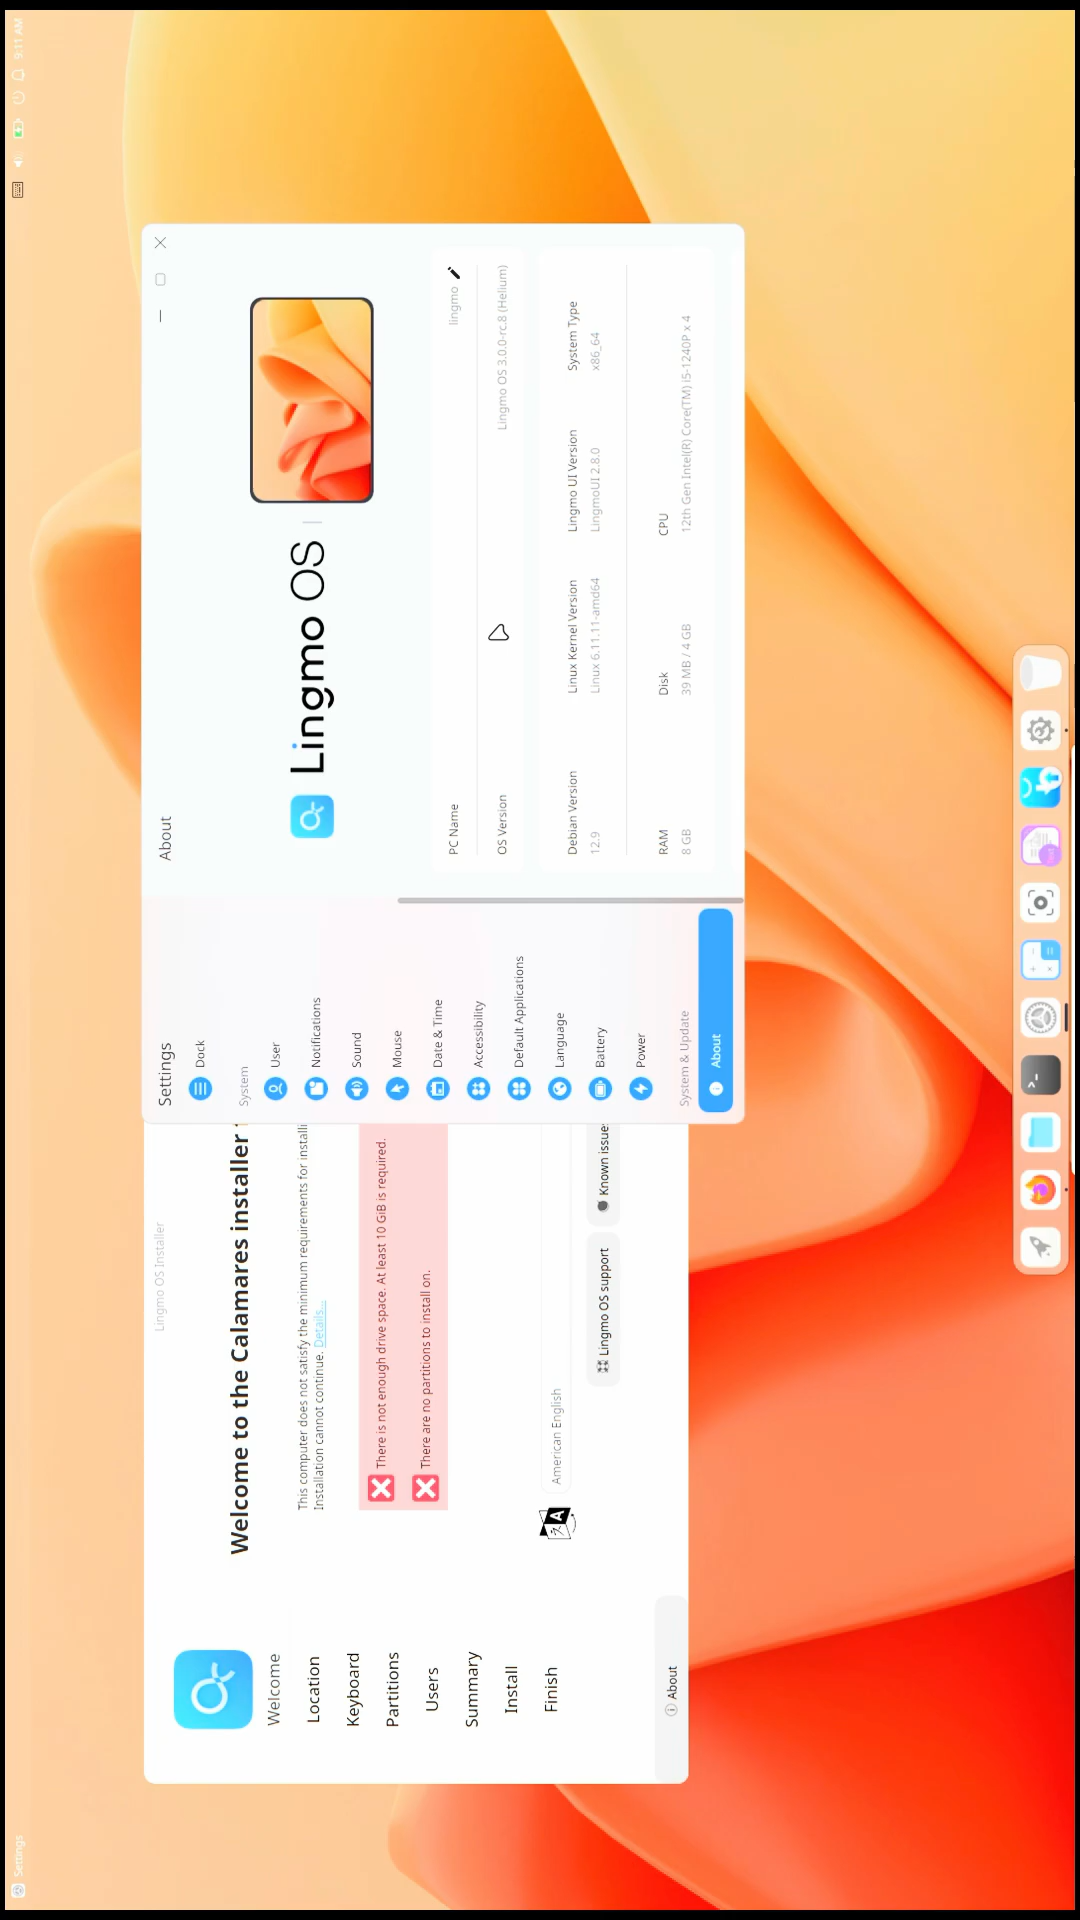 Settings
9:11 AM
Settings
Dock
System
User
Notifications
Sound
Mouse
Date & Time
Accessibility
Default Applications
Language
Battery
Power
System & Update
About
About
Lingmo OS
PC Name
lingmo
OS Version
Lingmo OS 3.0.0-rc.8 (Helium)
Debian Version
12.9
Linux Kernel Version
Linux 6.11.11-amd64
Lingmo UI Version
LingmoUI 2.8.0
System Type
x86_64
RAM
8 GB
Disk
39 MB / 4 GB
CPU
12th Gen Intel(R) Core(TM) i5-1240P x 4
Lingmo OS Installer
Welcome
Location
Keyboard
Partitions
Users
Summary
Install
Finish
About
Welcome to the Calamares installer
This computer does not satisfy the minimum requirements for installi
Installation cannot continue. Details...
There is not enough drive space. At least 10 GiB is required.
There are no partitions to install on.
American English
Lingmo OS support
Known issue